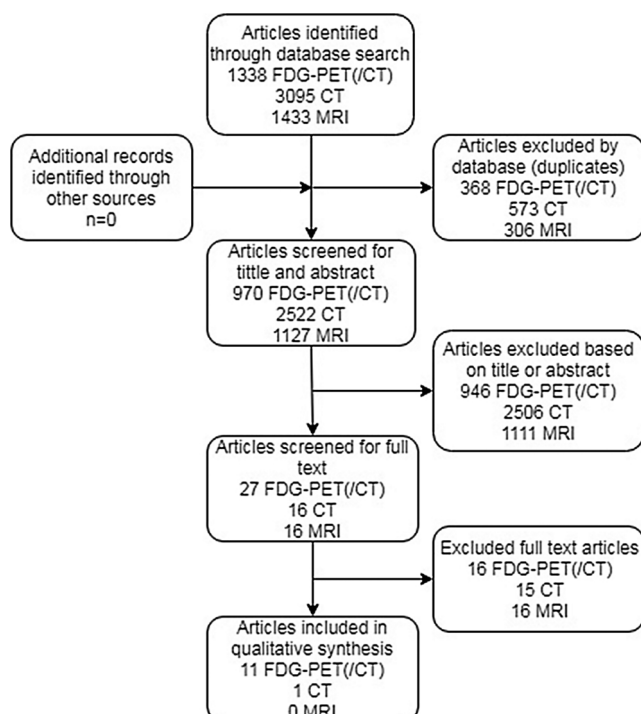 Articles identified
through database search
1338 FDG-PET(/CT)
3095 CT
1433 MRI
Additional records
identified through
other sources
n=0
Articles excluded by
database (duplicates)
368 FDG-PET(/CT)
573 CT
306 MRI
Articles screened for
tittle and abstract
970 FDG-PET(/CT)
2522 CT
1127 MRI
Articles excluded based
on title or abstract
946 FDG-PET(/CT)
2506 CT
1111 MRI
Articles screened for full
text
27 FDG-PET(/CT)
16 CT
16 MRI
Excluded full text articles
16 FDG-PET(/CT)
15 CT
16 MRI
Articles included in
qualitative synthesis
11 FDG-PET(/CT)
1 CT
0 MRI